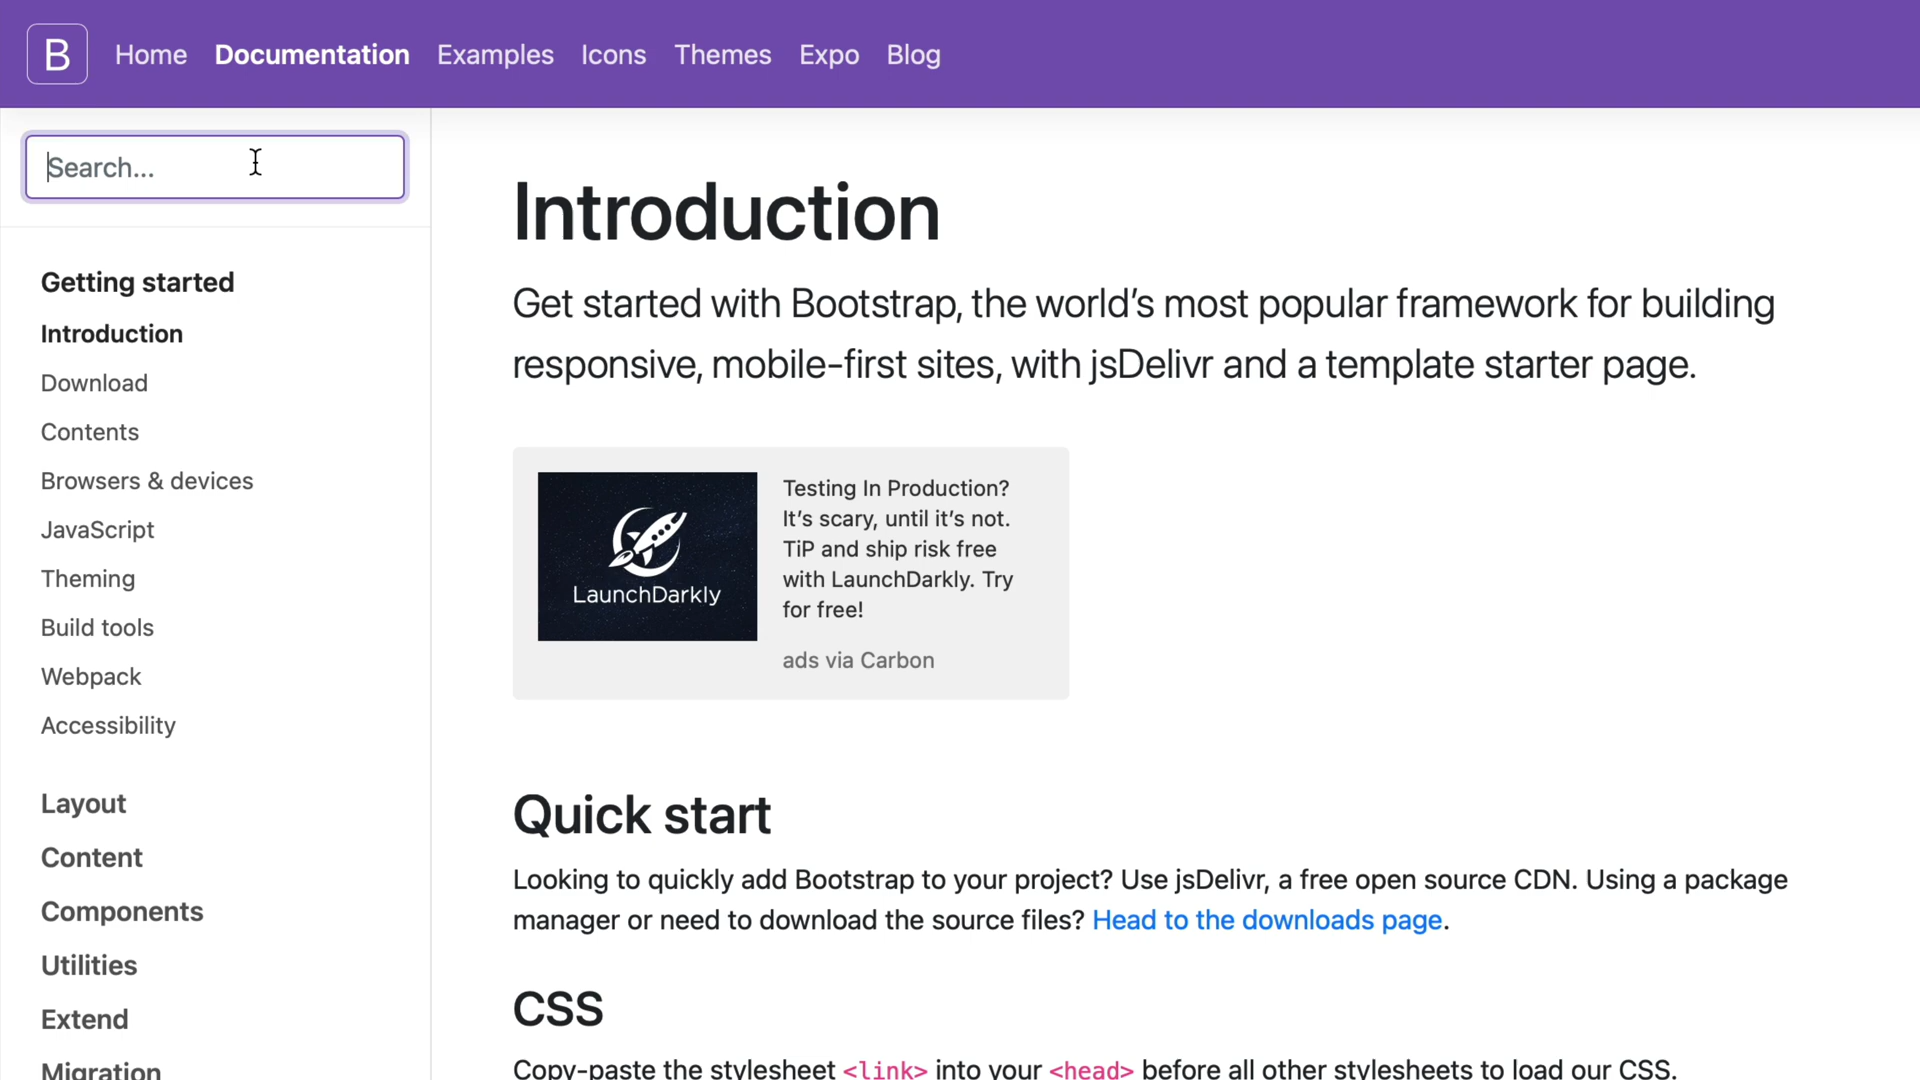 B Home Documentation Examples Icons Themes Expo Blog
Search...
Getting started
Introduction
Download
Contents
Browsers & devices
JavaScript
Theming
Build tools
Webpack
Accessibility
Layout
Content
Components
Utilities
Extend
Migration
Introduction
Get started with Bootstrap, the world’s most popular framework for building
responsive, mobile-first sites, with jsDelivr and a template starter page.
LaunchDarkly
Testing In Production?
It’s scary, until it’s not.
TiP and ship risk free
with LaunchDarkly. Try
for free!
ads via Carbon
Quick start
Looking to quickly add Bootstrap to your project? Use jsDelivr, a free open source CDN. Using a package
manager or need to download the source files? Head to the downloads page.
CSS
Copy-paste the stylesheet <link> into your <head> before all other stylesheets to load our CSS.